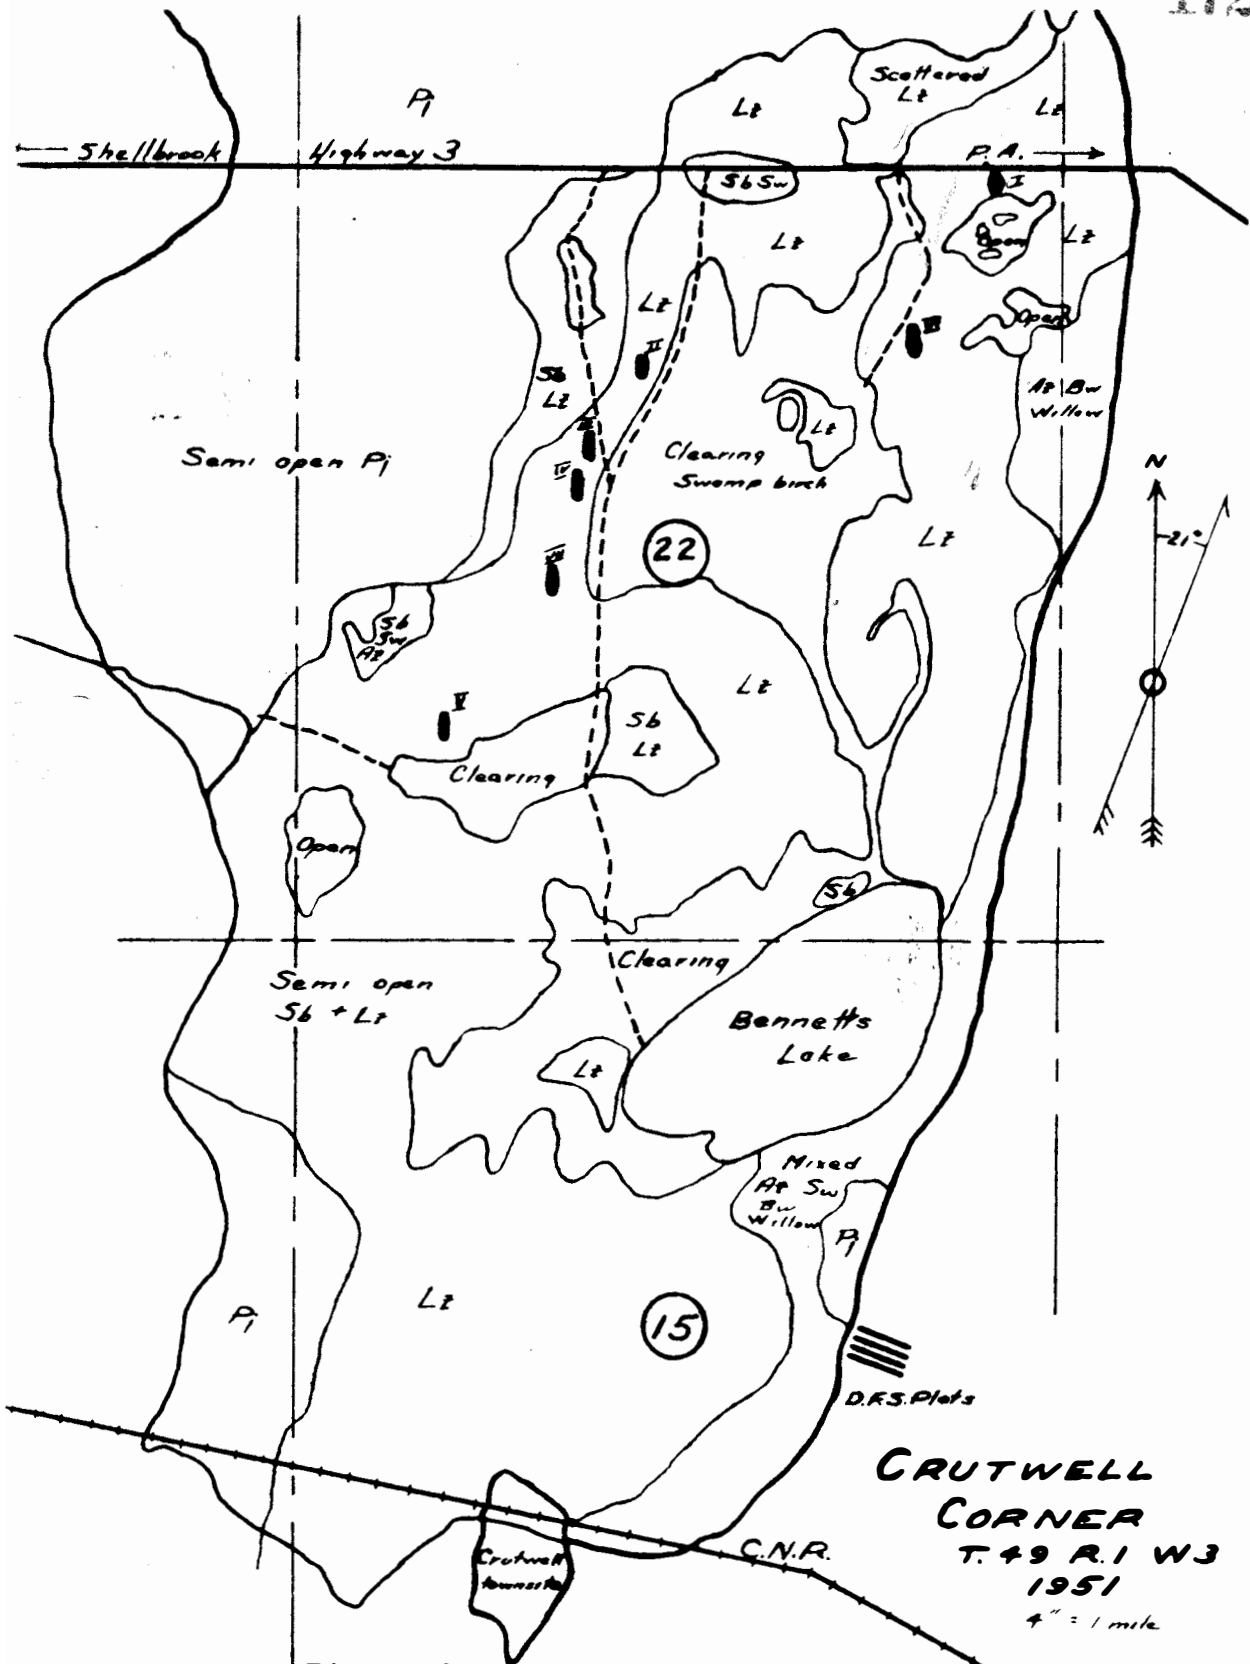 Scattered
Lt
Pj
Lt
Lt
Shellbrook
Highway 3
P.A.
Sb Sw
I
Lt
Open
Lt
Lt
Open
II
Sb
Lt
At Bw
Willow
Lt
Semi open Pj
Clearing
Swamp birch
IV
N
22
Lt
21°
Sb
Sw
At
V
Lt
Sb
Lt
Clearing
Open
Sb
Clearing
Semi open
Sb + Lt
Bennetts
Lake
Lt
Mixed
At Sw
Bw
Willow
Pj
Lt
Pj
15
D.F.S. Plots
CRUTWELL
CORNER
T. 49 R. 1 W 3
1951
4" = 1 mile
C.N.R.
Crutwell
townsite